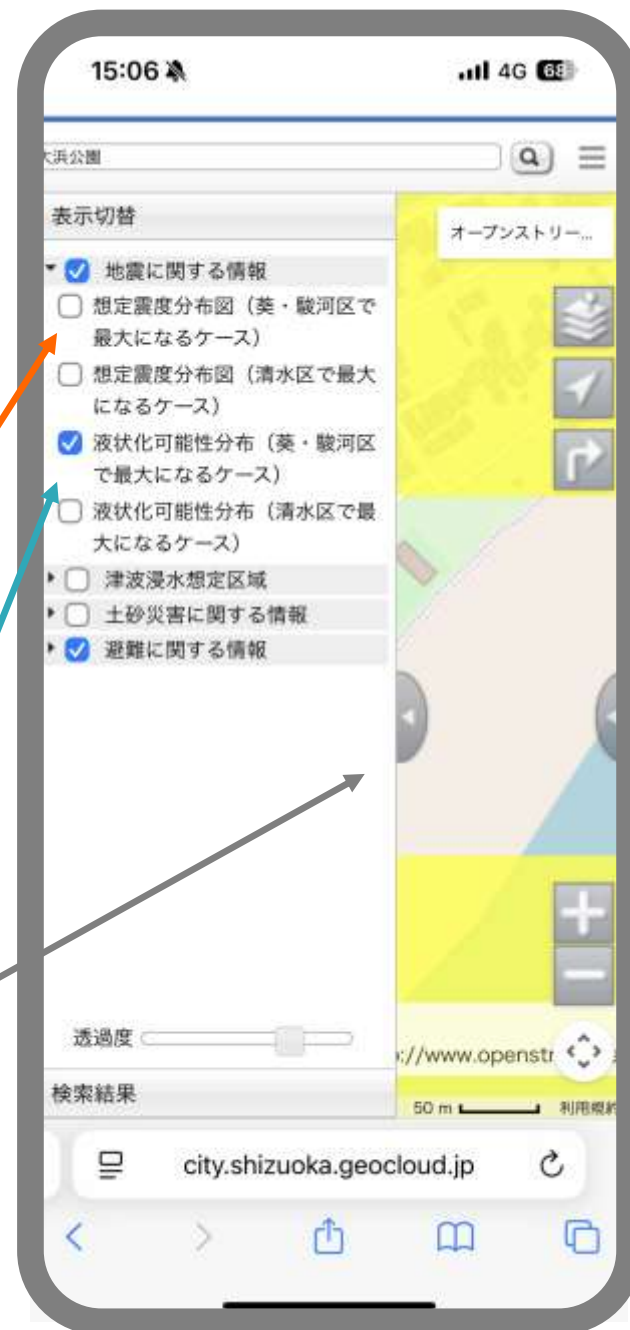 15:06
4G 68
大浜公園
表示切替
オープンストリー...
地震に関する情報
想定震度分布図（葵・駿河区で
最大になるケース）
想定震度分布図（清水区で最大
になるケース）
液状化可能性分布（葵・駿河区
で最大になるケース）
液状化可能性分布（清水区で最
大になるケース）
津波浸水想定区域
土砂災害に関する情報
避難に関する情報
透過度
://www.openstr
検索結果
50 m
利用規約
city.shizuoka.geocloud.jp